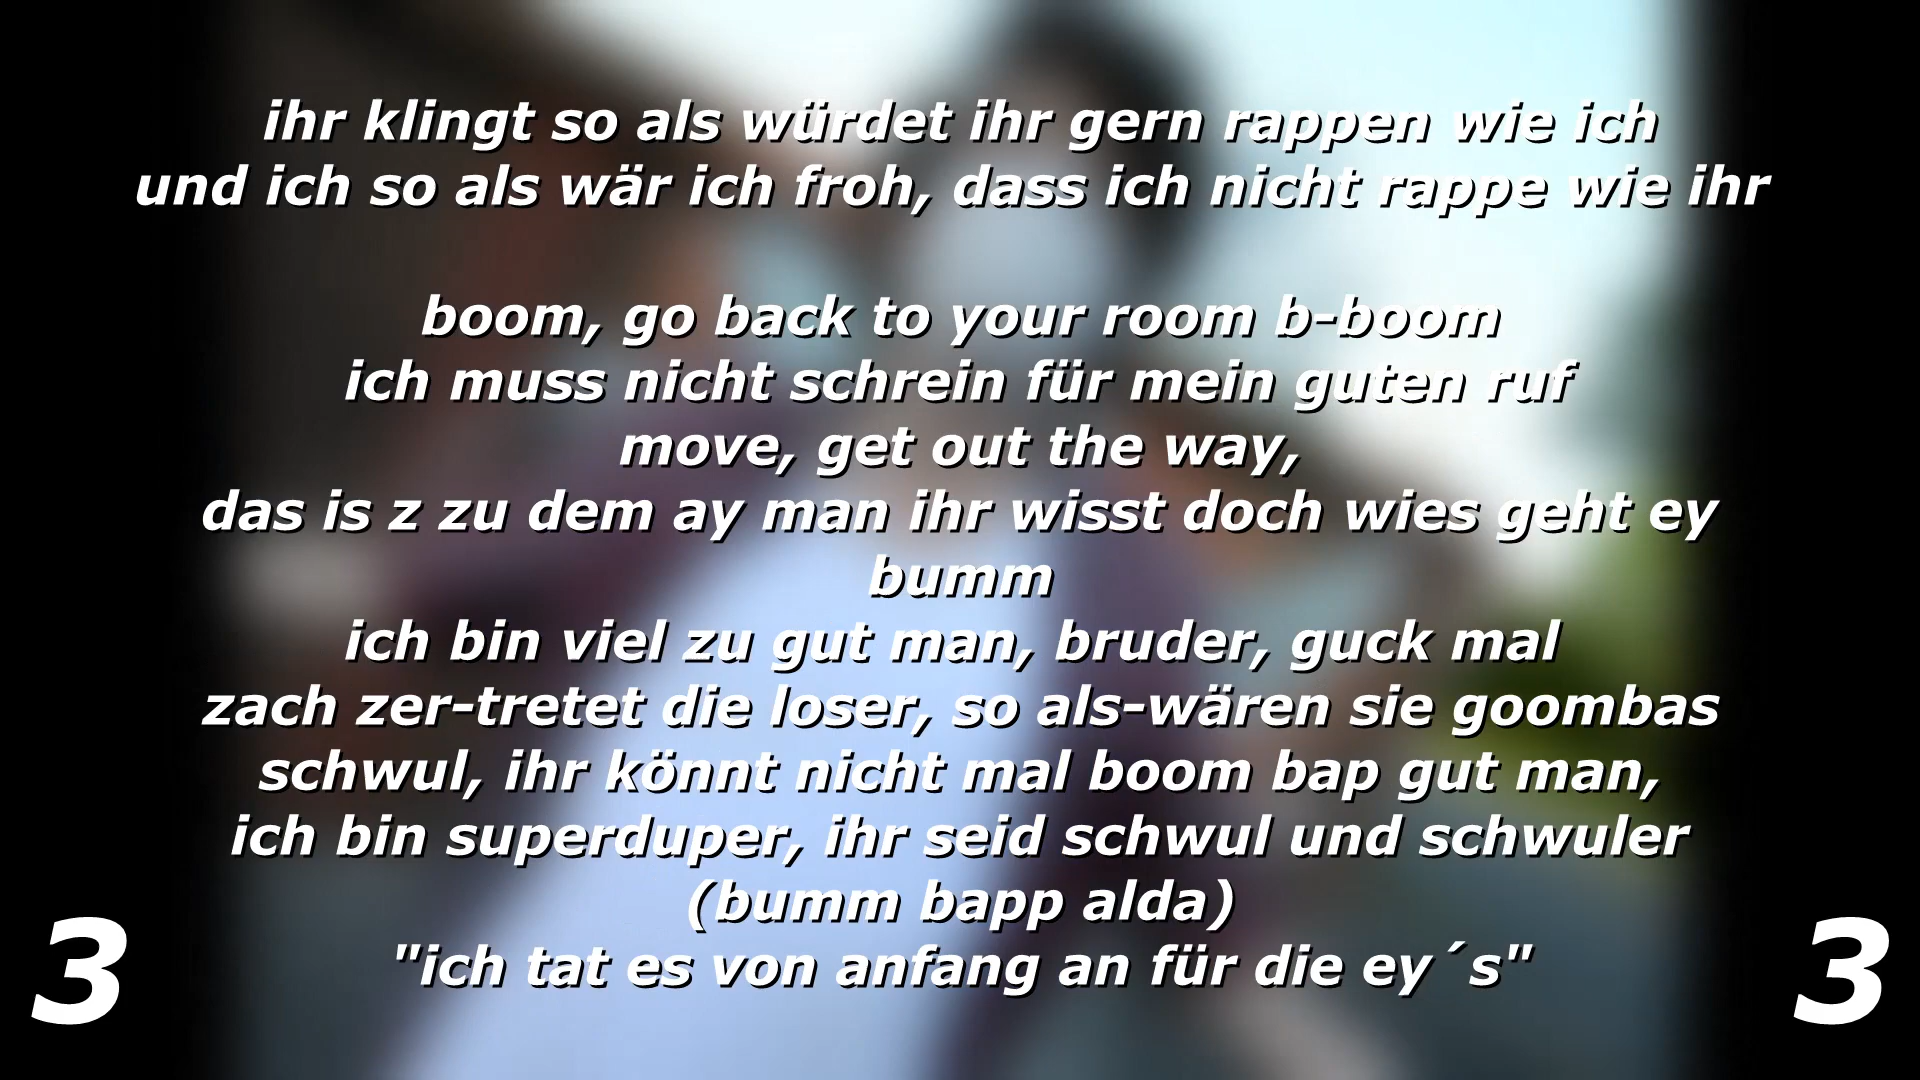 ihr klingt so als würdet ihr gern rappen wie ich
und ich so als wär ich froh, dass ich nicht rappe wie ihr
boom, go back to your room b-boom
ich muss nicht schrein für mein guten ruf
move, get out the way,
das is z zu dem ay man ihr wisst doch wies geht ey
bumm
ich bin viel zu gut man, bruder, guck mal
zach zer-tretet die loser, so als-wären sie goombas
schwul, ihr könnt nicht mal boom bap gut man,
ich bin superduper, ihr seid schwul und schwuler
(bumm bapp alda)
"ich tat es von anfang an für die ey´s"
3
3